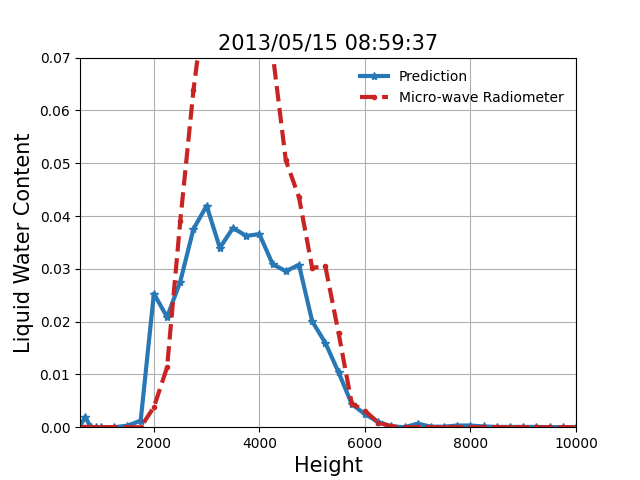 2013/05/15 08:59:37
Prediction
Micro-wave Radiometer
Liquid Water Content
0.07
0.06
0.05
0.04
0.03
0.02
0.01
0.00
2000 4000 6000 8000 10000
Height